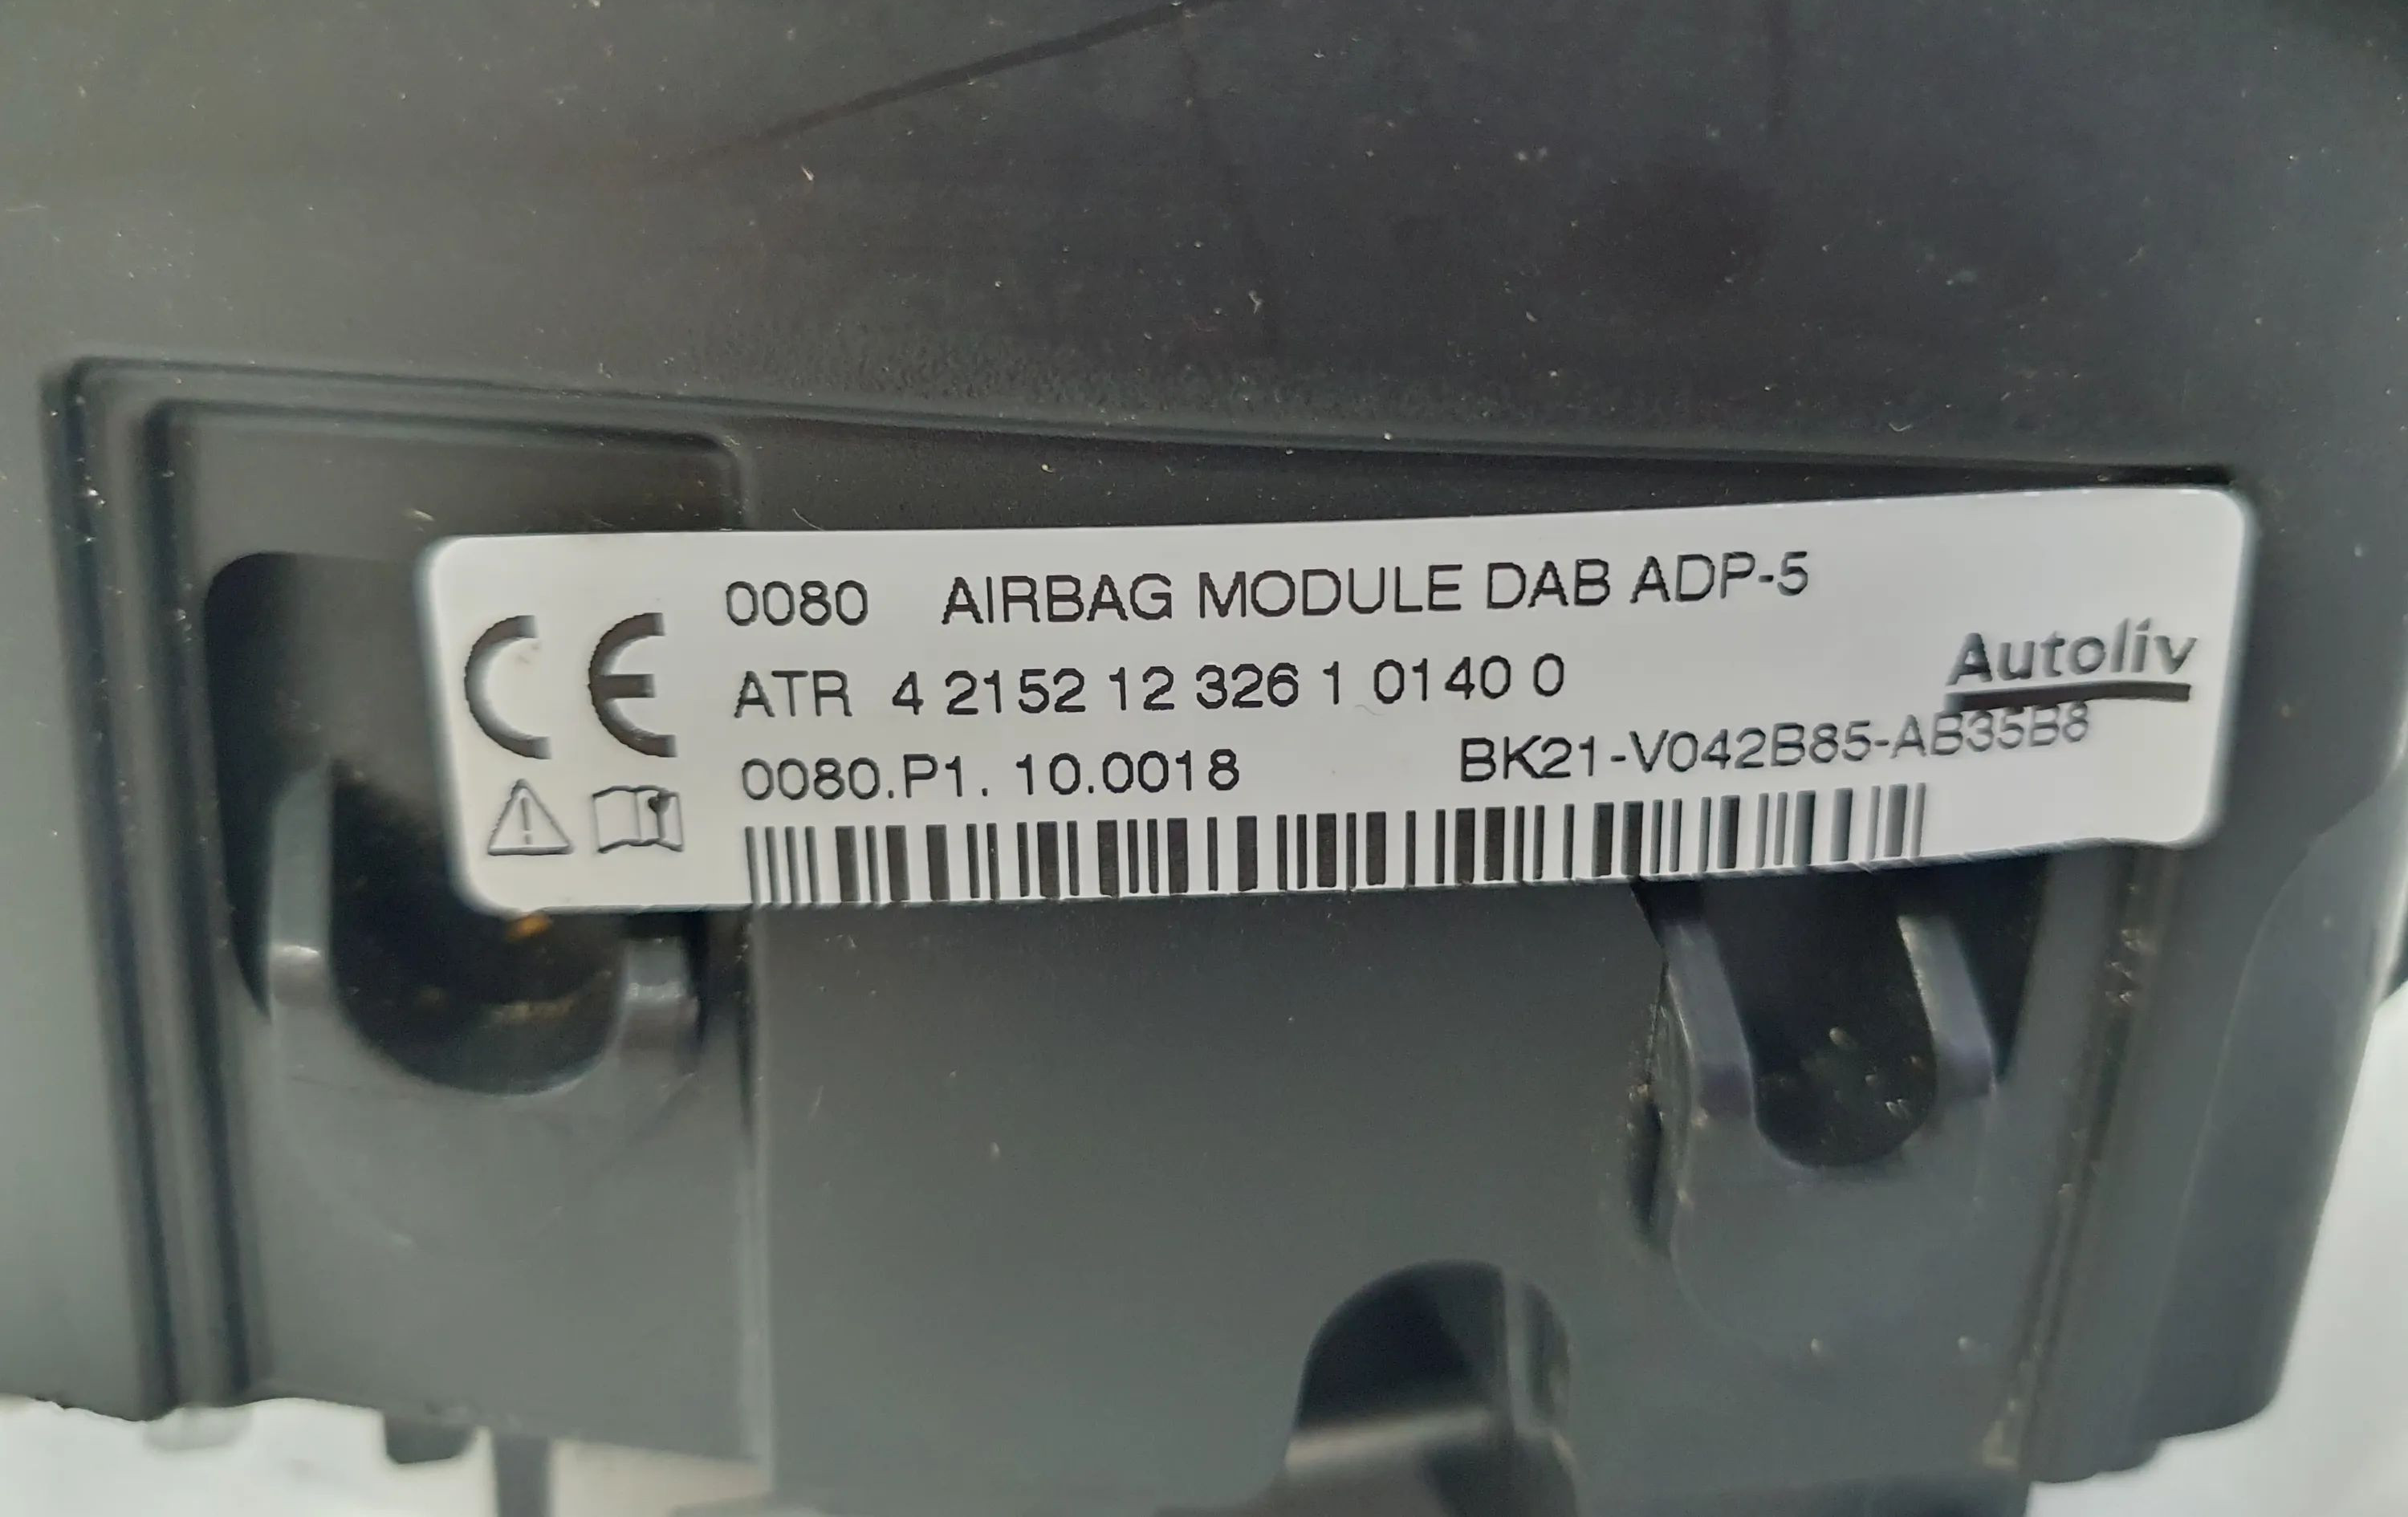 CE 0080 AIRBAG MODULE DAB ADP-5
ATR 4 2152 12 326 1 0140 0
Autoliv
0080.P1. 10.0018 BK21-V042B85-AB35B8